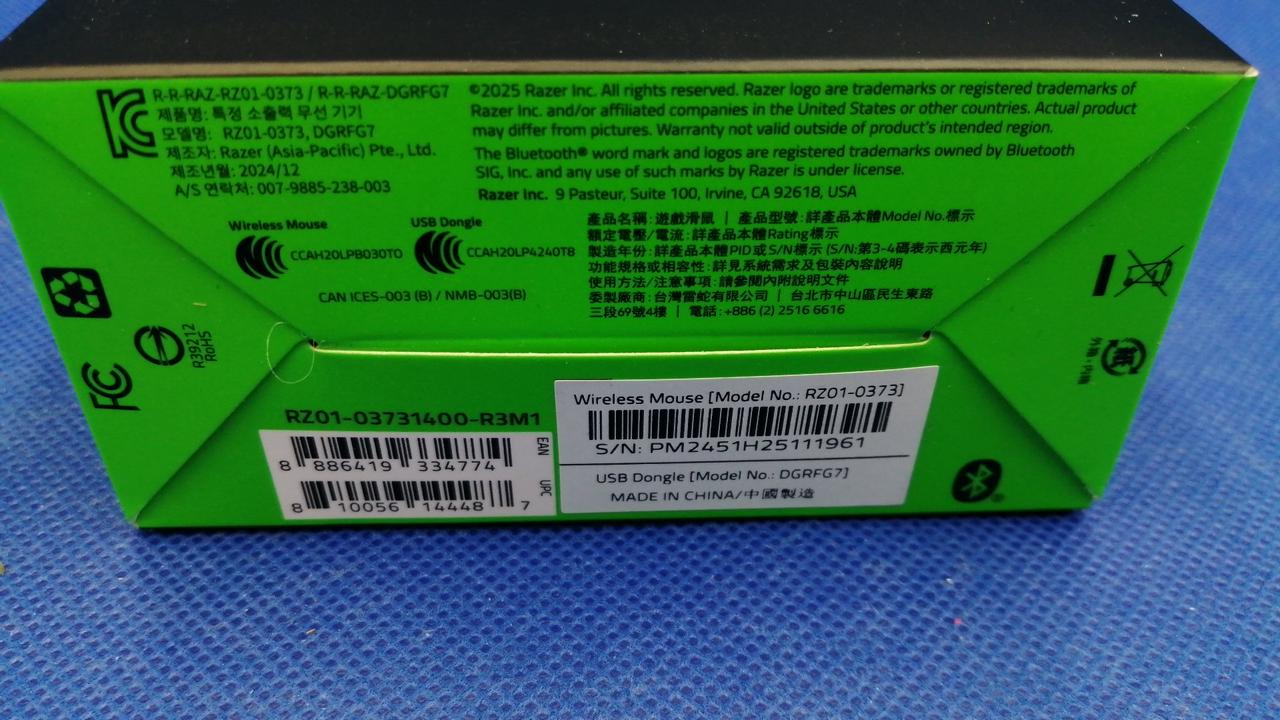 R-R-RAZ-RZ01-0373 / R-R-RAZ-DGRFG7
제품명: 특정 소출력 무선 기기
모델명: RZ01-0373, DGRFG7
제조자: Razer (Asia-Pacific) Pte., Ltd.
제조년월: 2024/12
A/S 연락처: 007-9885-238-003
©2025 Razer Inc. All rights reserved. Razer logo are trademarks or registered trademarks of
Razer Inc. and/or affiliated companies in the United States or other countries. Actual product
may differ from pictures. Warranty not valid outside of product's intended region.
The Bluetooth® word mark and logos are registered trademarks owned by Bluetooth
SIG, Inc. and any use of such marks by Razer is under license.
Razer Inc. 9 Pasteur, Suite 100, Irvine, CA 92618, USA
Wireless Mouse
CCAH20LPB030T0
USB Dongle
CCAH20LP4240T8
CAN ICES-003 (B) / NMB-003(B)
產品名稱: 遊戲滑鼠 | 產品型號: 詳產品本體Model No.標示
額定電壓/電流: 詳產品本體Rating標示
製造年份: 詳產品本體PID或S/N標示 (S/N:第3-4碼表示西元年)
功能規格或相容性: 詳見系統需求及包裝內容說明
使用方法/注意事項: 請參閱內附說明文件
委製廠商: 台灣雷蛇有限公司 | 台北市中山區民生東路
三段69號4樓 | 電話: +886 (2) 2516 6616
R39212
RoHS
FC
外箱・内箱
紙
RZ01-03731400-R3M1
8 886419 334774
EAN
8 10056 14448 7
UPC
Wireless Mouse [Model No.: RZ01-0373]
S/N: PM2451H25111961
USB Dongle [Model No.: DGRFG7]
MADE IN CHINA/中國製造